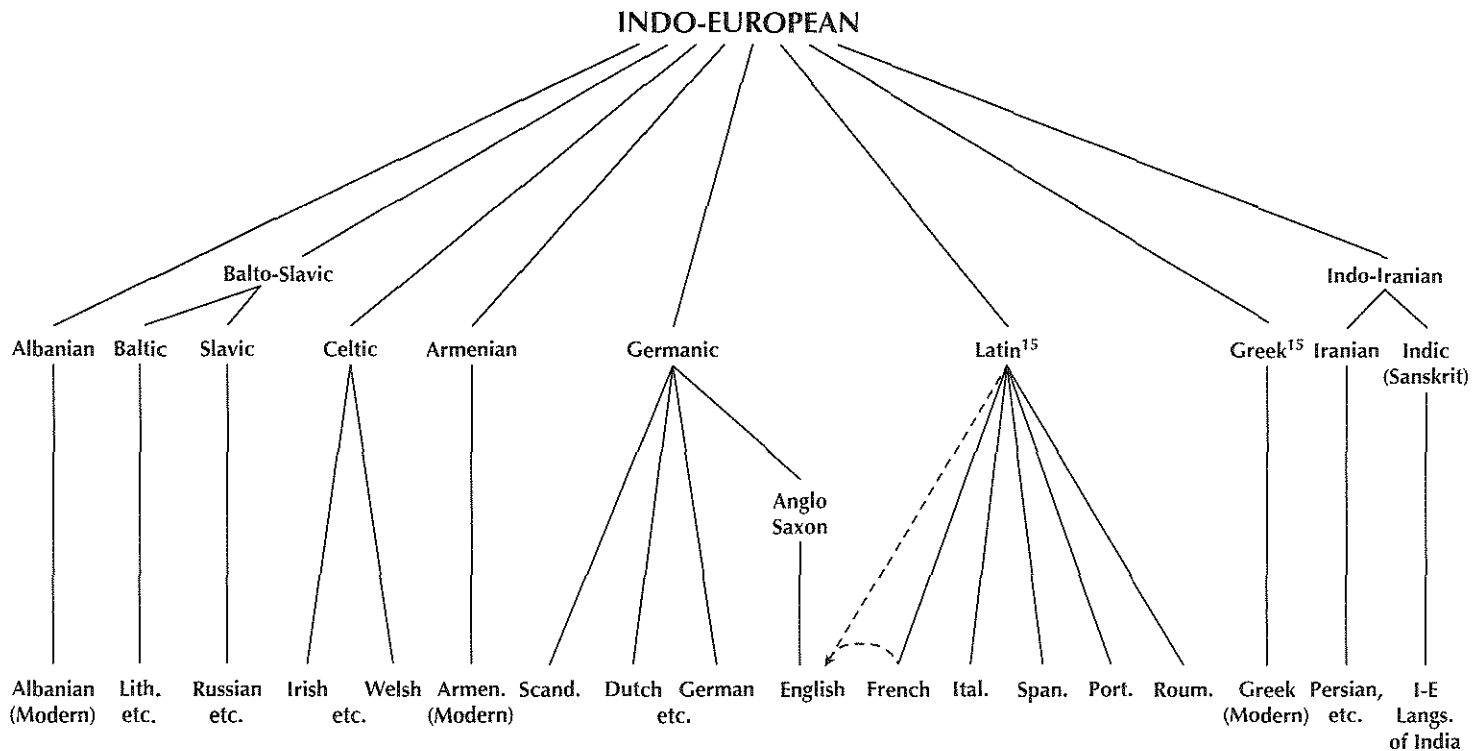 INDO-EUROPEAN
Balto-Slavic
Indo-Iranian
Albanian Baltic Slavic Celtic Armenian Germanic Latin15 Greek15 Iranian Indic
(Sanskrit)
Anglo
Saxon
Albanian Lith. Russian Irish Welsh Armen. Scand. Dutch German English French Ital. Span. Port. Roum. Greek Persian, I-E
(Modern) etc. etc. etc. (Modern) etc. (Modern) etc. Langs.
of India